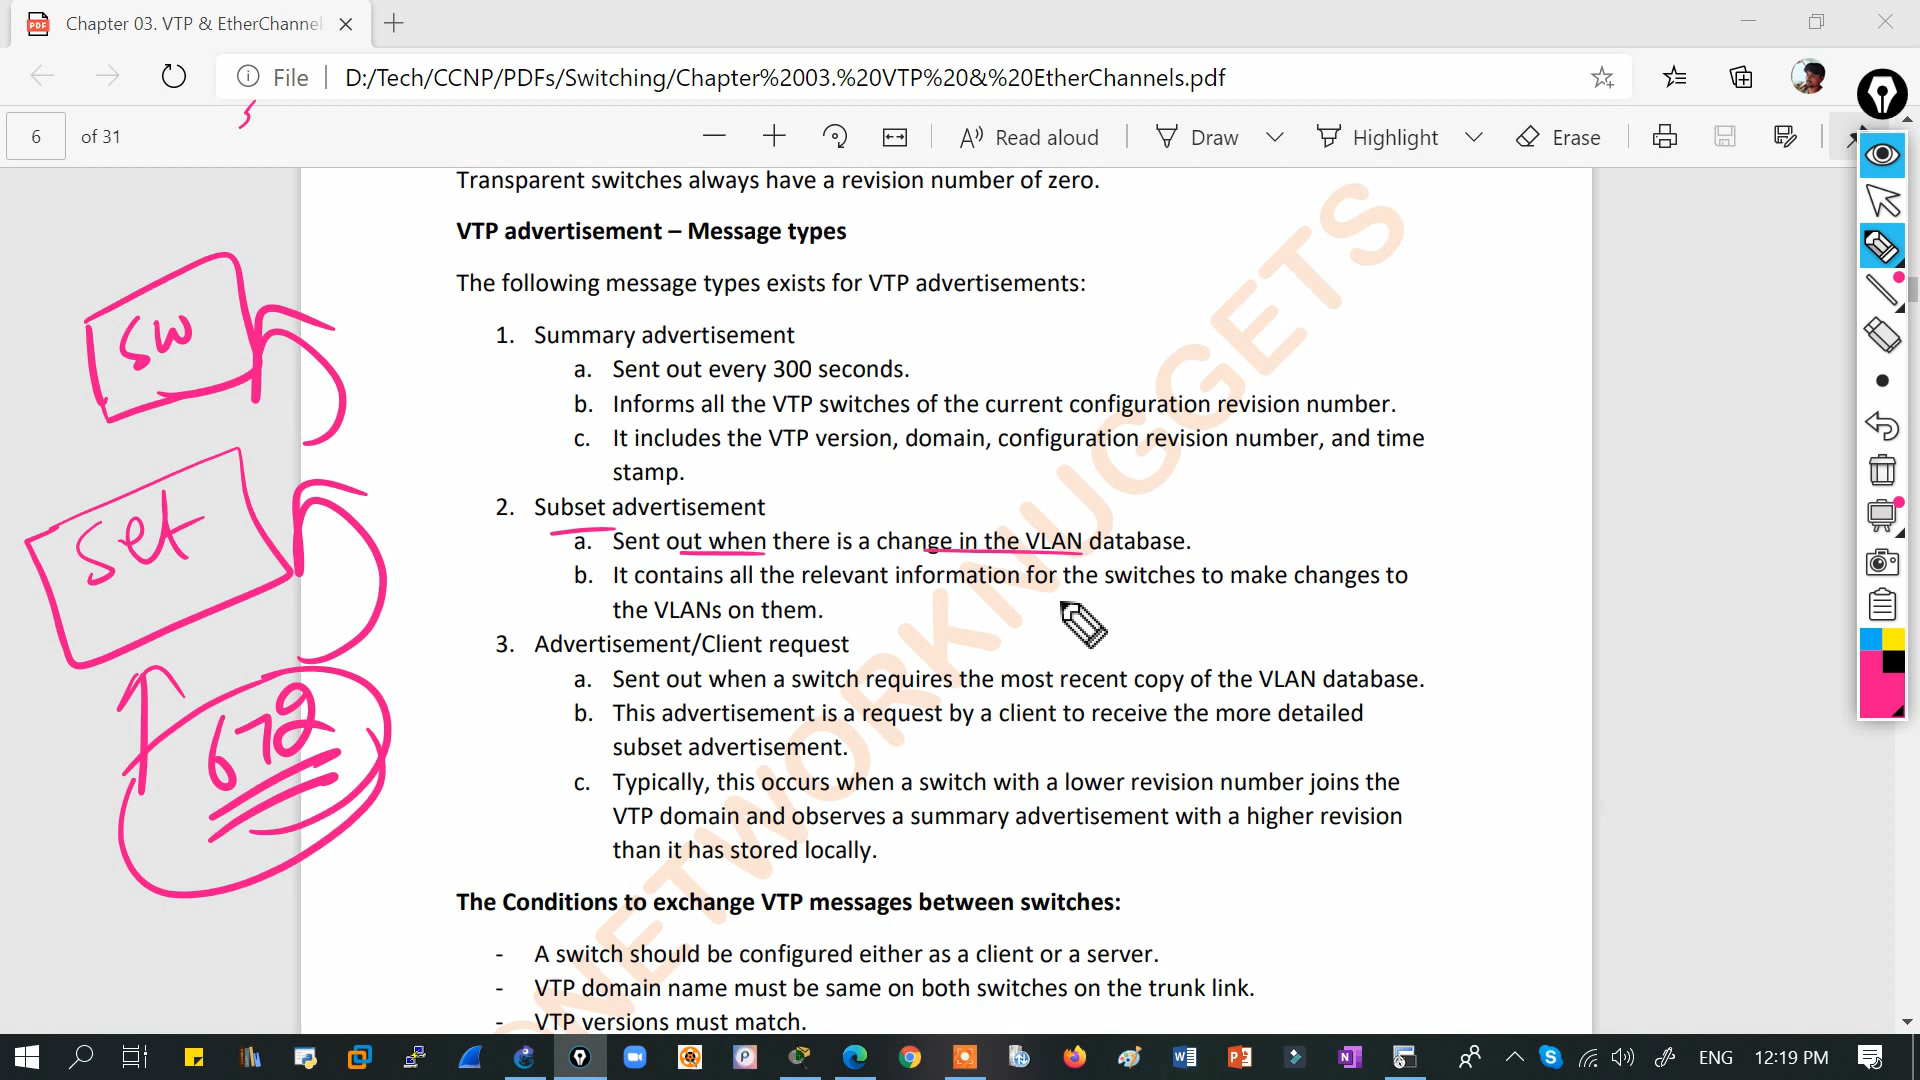 Chapter 03. VTP & EtherChannel
File D:/Tech/CCNP/PDFs/Switching/Chapter%2003.%20VTP%20&%20EtherChannels.pdf
6 of 31 Read aloud Draw Highlight Erase
Transparent switches always have a revision number of zero.
VTP advertisement – Message types
The following message types exists for VTP advertisements:
1. Summary advertisement
a. Sent out every 300 seconds.
b. Informs all the VTP switches of the current configuration revision number.
c. It includes the VTP version, domain, configuration revision number, and time
stamp.
2. Subset advertisement
a. Sent out when there is a change in the VLAN database.
b. It contains all the relevant information for the switches to make changes to
the VLANs on them.
3. Advertisement/Client request
a. Sent out when a switch requires the most recent copy of the VLAN database.
b. This advertisement is a request by a client to receive the more detailed
subset advertisement.
c. Typically, this occurs when a switch with a lower revision number joins the
VTP domain and observes a summary advertisement with a higher revision
than it has stored locally.
The Conditions to exchange VTP messages between switches:
- A switch should be configured either as a client or a server.
- VTP domain name must be same on both switches on the trunk link.
- VTP versions must match.
SW
Set
NETWORKNUGGETS
ENG 12:19 PM